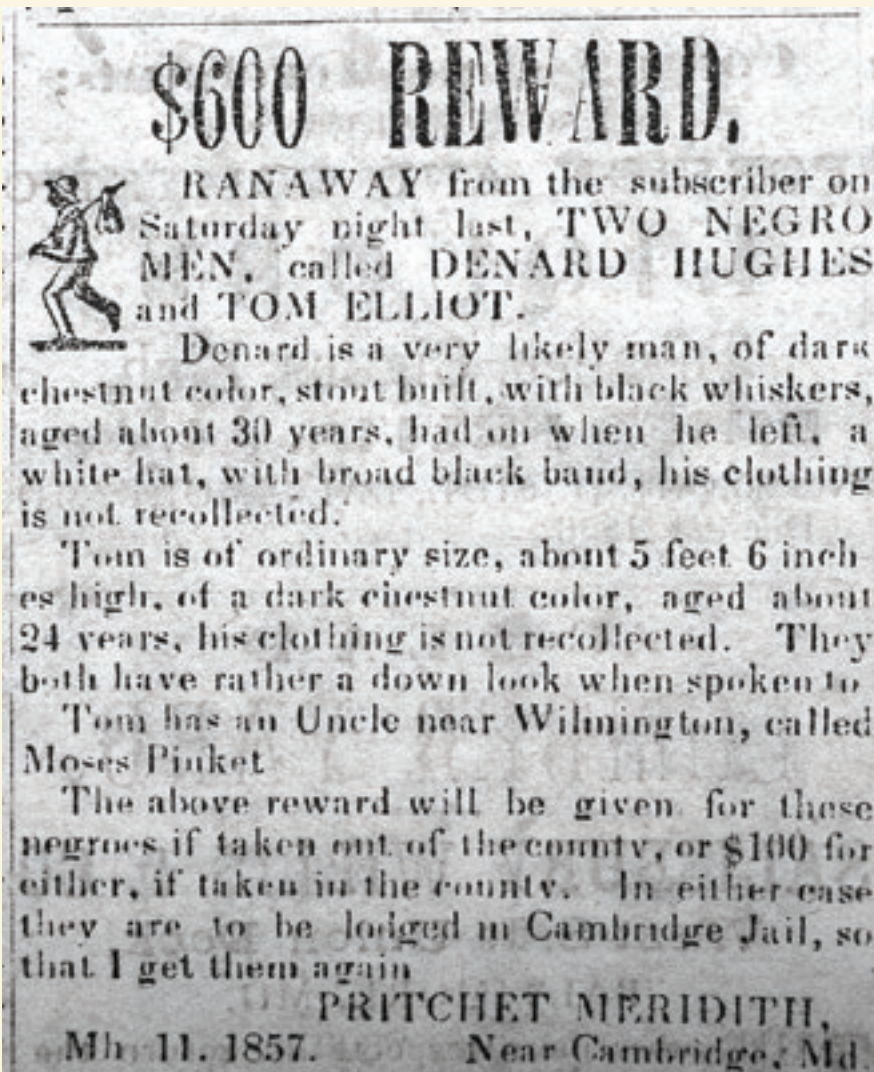 $600 REWARD.
RANAWAY from the subscriber on
Saturday night last, TWO NEGRO
MEN, called DENARD HUGHES
and TOM ELLIOT.
Denard is a very likely man, of dark
chestnut color, stout built, with black whiskers,
aged about 30 years, had on when he left, a
white hat, with broad black band, his clothing
is not recollected.
Tom is of ordinary size, about 5 feet 6 inch-
es high, of a dark chestnut color, aged about
24 years, his clothing is not recollected. They
both have rather a down look when spoken to
Tom has an Uncle near Wilmington, called
Moses Pinket
The above reward will be given for these
negroes if taken out of the county, or $100 for
either, if taken in the county. In either case
they are to be lodged in Cambridge Jail, so
that I get them again
PRITCHET MERIDITH,
Mh 11. 1857. Near Cambridge, Md.